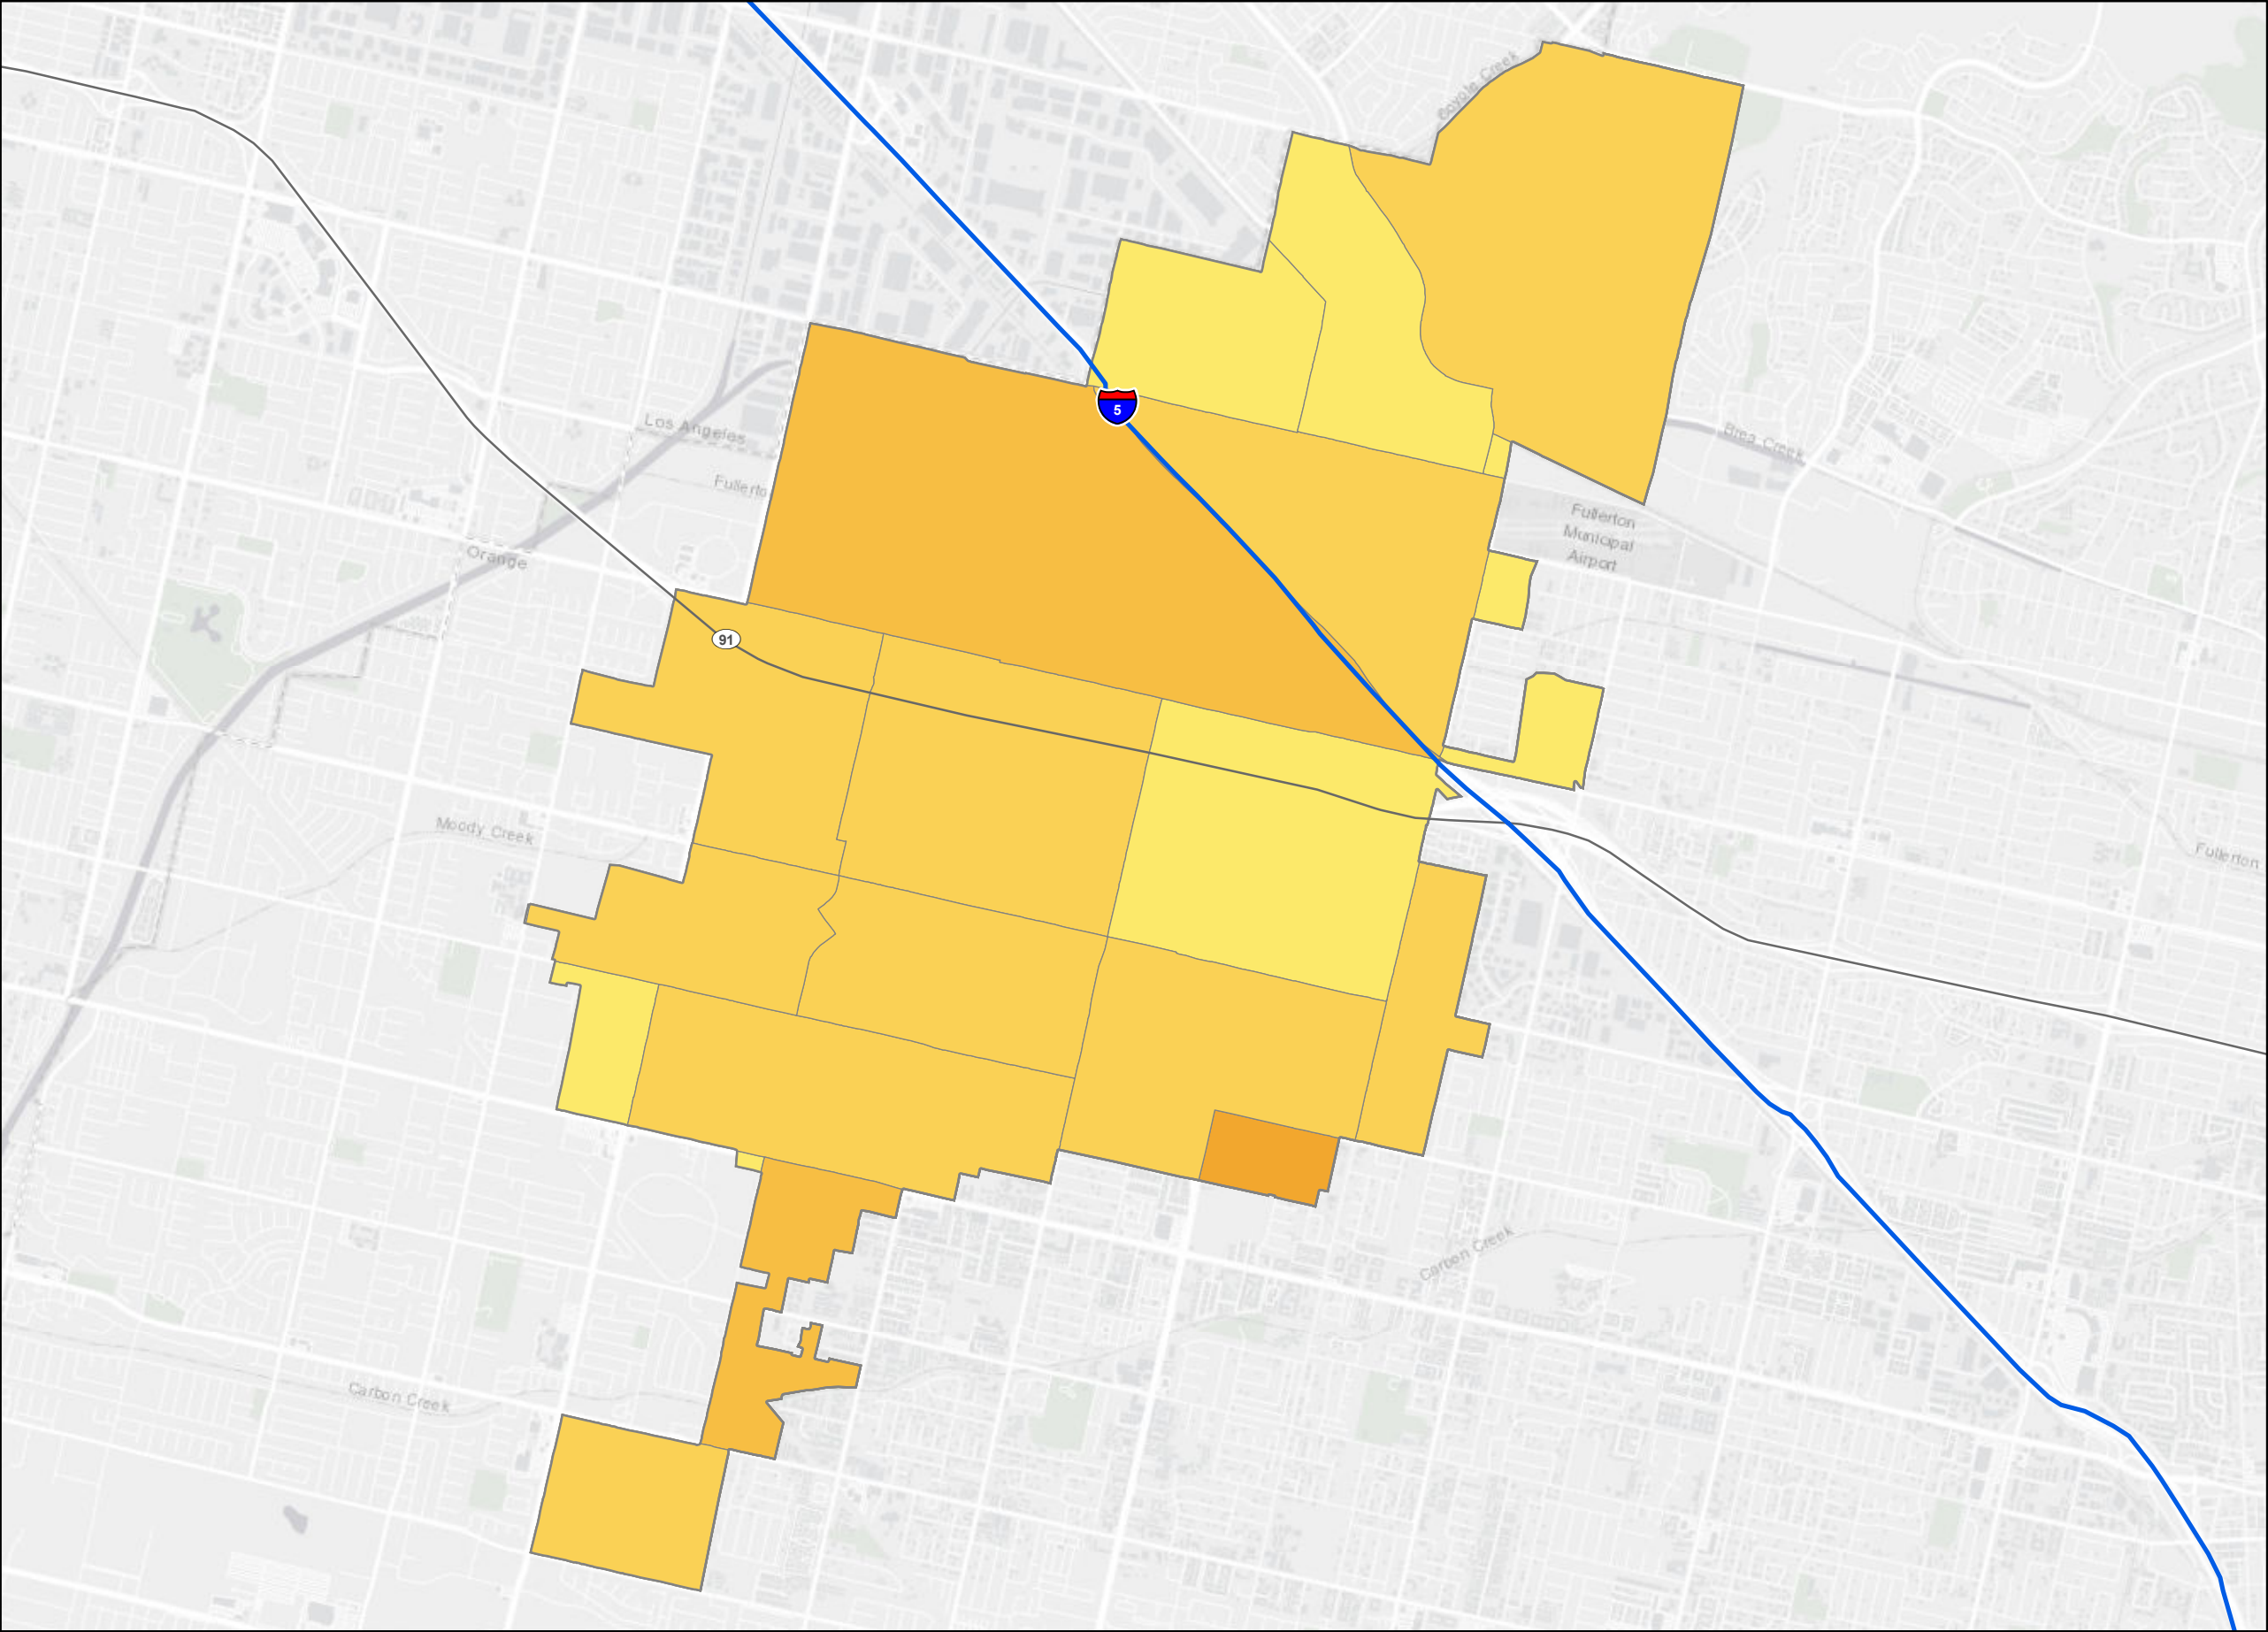 Coyote Creek
5
Los Angeles
Brea Creek
Fullerto
Fullerton
Municipal
Airport
Orange
91
Moody Creek
Fullerton
Carbon Creek
Carbon Creek